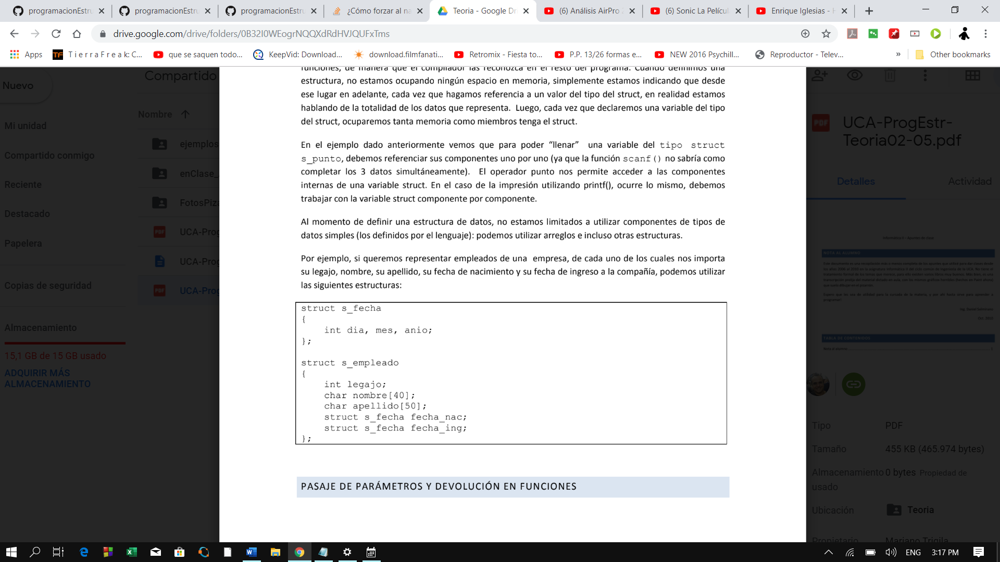 programacionEstru
programacionEstru
programacionEstru
¿Cómo forzar al na
Teoria - Google Dr
(6) Análisis AirPro
(6) Sonic La Película
Enrique Iglesias - H
drive.google.com/drive/folders/0B32I0WEogrNQQXdRdHVJQUFxTms
Apps
T i e r r a F r e a k: C...
que se saquen todo...
KeepVid: Download...
download.filmfanati...
Retromix - Fiesta to...
P.P. 13/26 formas e...
NEW 2016 Psychill...
Reproductor - Telev...
»
Other bookmarks
Nuevo
Mi unidad
Compartido conmigo
Reciente
Destacado
Papelera
Copias de seguridad
Almacenamiento
15,1 GB de 15 GB usado
ADQUIRIR MÁS
ALMACENAMIENTO
Compartido
Nombre
ejemplos
enClase_
FotosPiza
UCA-Prog
UCA-Prog
UCA-Prog
funciones, de manera que el compilador las reconozca en el resto del programa. Cuando definimos una
estructura, no estamos ocupando ningún espacio en memoria, simplemente estamos indicando que desde
ese lugar en adelante, cada vez que hagamos referencia a un valor del tipo del struct, en realidad estamos
hablando de la totalidad de los datos que representa. Luego, cada vez que declaremos una variable del tipo
del struct, ocuparemos tanta memoria como miembros tenga el struct.
En el ejemplo dado anteriormente vemos que para poder “llenar” una variable del tipo struct
s_punto, debemos referenciar sus componentes uno por uno (ya que la función scanf() no sabría como
completar los 3 datos simultáneamente). El operador punto nos permite acceder a las componentes
internas de una variable struct. En el caso de la impresión utilizando printf(), ocurre lo mismo, debemos
trabajar con la variable struct componente por componente.
Al momento de definir una estructura de datos, no estamos limitados a utilizar componentes de tipos de
datos simples (los definidos por el lenguaje): podemos utilizar arreglos e incluso otras estructuras.
Por ejemplo, si queremos representar empleados de una empresa, de cada uno de los cuales nos importa
su legajo, nombre, su apellido, su fecha de nacimiento y su fecha de ingreso a la compañía, podemos utilizar
las siguientes estructuras:
struct s_fecha
{
int dia, mes, anio;
};
struct s_empleado
{
int legajo;
char nombre[40];
char apellido[50];
struct s_fecha fecha_nac;
struct s_fecha fecha_ing;
};
PASAJE DE PARÁMETROS Y DEVOLUCIÓN EN FUNCIONES
PDF
UCA-ProgEstr-
Teoria02-05.pdf
Detalles
Actividad
Informática II – Apuntes de clase
NOTA AL ALUMNO
TABLA DE CONTENIDOS
Tipo PDF
Tamaño 455 KB (465.974 bytes)
Almacenamiento 0 bytes Propiedad de
usado
Ubicación Teoria
Propietario Mariano Trigila
ENG
3:17 PM